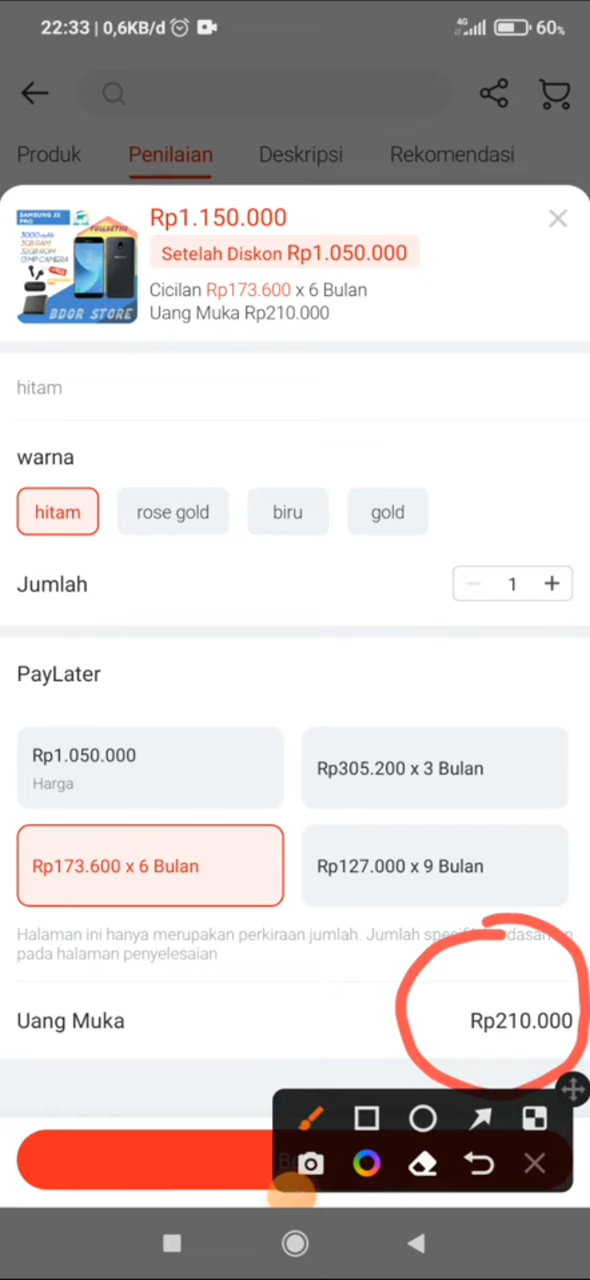 22:33 | 0,6KB/d
4G
60%
Produk
Penilaian
Deskripsi
Rekomendasi
SAMSUNG J5 PRO
FULLSET
3000 mAh
3GB RAM
32GB ROM
13 MP CAMERA
FREE
BDOR STORE
Rp1.150.000
Setelah Diskon Rp1.050.000
Cicilan Rp173.600 x 6 Bulan
Uang Muka Rp210.000
hitam
warna
hitam
rose gold
biru
gold
Jumlah
1
PayLater
Rp1.050.000
Harga
Rp305.200 x 3 Bulan
Rp173.600 x 6 Bulan
Rp127.000 x 9 Bulan
Halaman ini hanya merupakan perkiraan jumlah. Jumlah
pada halaman penyelesaian
Uang Muka
Rp210.000